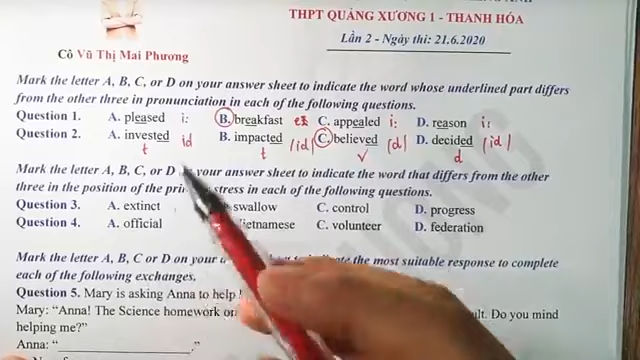 THPT QUẢNG XƯƠNG 1 - THANH HÓA
Lần 2 - Ngày thi: 21.6.2020
Cô Vũ Thị Mai Phương
Mark the letter A, B, C, or D on your answer sheet to indicate the word whose underlined part differs
from the other three in pronunciation in each of the following questions.
Question 1. A. pleased i: B. breakfast e C. appealed i: D. reason i:
Question 2. A. invested id B. impacted /id/ C. believed /d/ D. decided /id/
t t v d
Mark the letter A, B, C, or D your answer sheet to indicate the word that differs from the other
three in the position of the stress in each of the following questions.
Question 3. A. extinct swallow C. control D. progress
Question 4. A. official Vietnamese C. volunteer D. federation
Mark the letter A, B, C, or D on your the most suitable response to complete
each of the following exchanges.
Question 5. Mary is asking Anna to help
Mary: “Anna! The Science homework Do you mind
helping me?”
Anna: “ .”